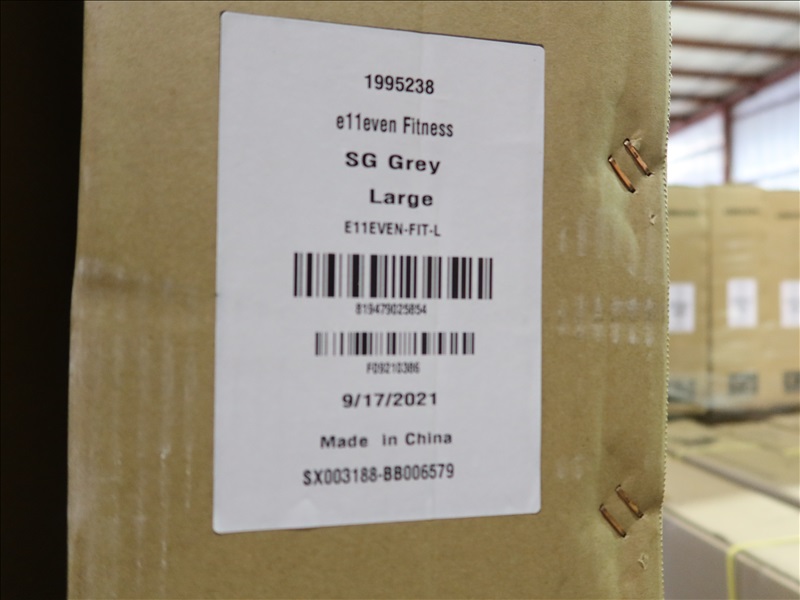 1995238
e11even Fitness
SG Grey
Large
E11EVEN-FIT-L
819479025854
F09210386
9/17/2021
Made in China
SX003188-BB006579